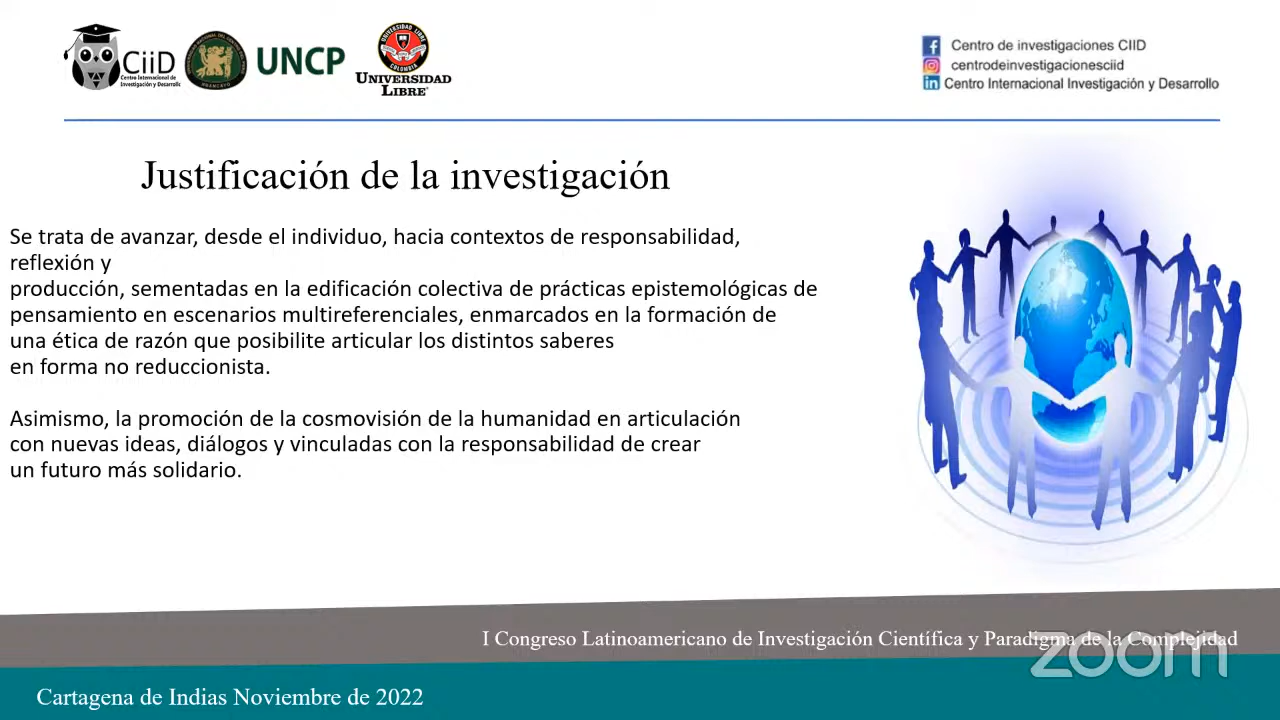 CiiD
Centro Internacional de
Investigación y Desarrollo
UNCP
UNIVERSIDAD LIBRE
COLOMBIA
UNIVERSIDAD
LIBRE®
Centro de investigaciones CIID
centrodeinvestigacionesciid
Centro Internacional Investigación y Desarrollo
Justificación de la investigación
Se trata de avanzar, desde el individuo, hacia contextos de responsabilidad,
reflexión y
producción, sementadas en la edificación colectiva de prácticas epistemológicas de
pensamiento en escenarios multireferenciales, enmarcados en la formación de
una ética de razón que posibilite articular los distintos saberes
en forma no reduccionista.
Asimismo, la promoción de la cosmovisión de la humanidad en articulación
con nuevas ideas, diálogos y vinculadas con la responsabilidad de crear
un futuro más solidario.
I Congreso Latinoamericano de Investigación Científica y Paradigma de la Complejidad
zoom
Cartagena de Indias Noviembre de 2022